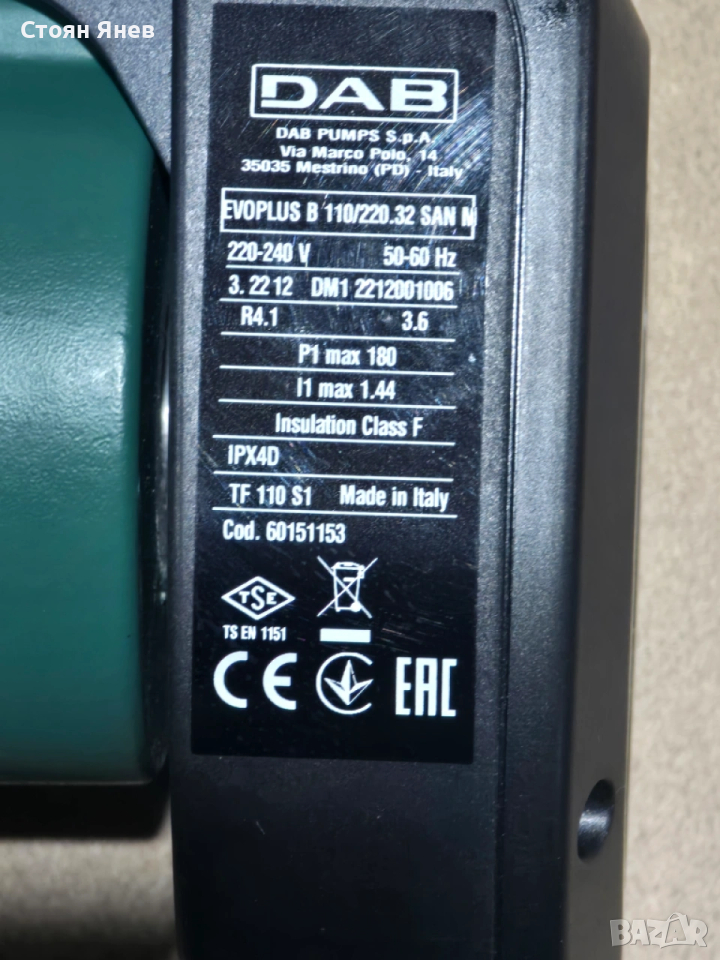 Стоян Янев
DAB
DAB PUMPS S.p.A.
Via Marco Polo, 14
35035 Mestrino (PD) - Italy
EVOPLUS B 110/220.32 SAN M
220-240 V 50-60 Hz
3. 2212 DM1 2212001006
R4.1 3.6
P1 max 180
I1 max 1.44
Insulation Class F
IPX4D
TF 110 S1 Made in Italy
Cod. 60151153
TSE
TS EN 1151
CE EAC
BAZAR